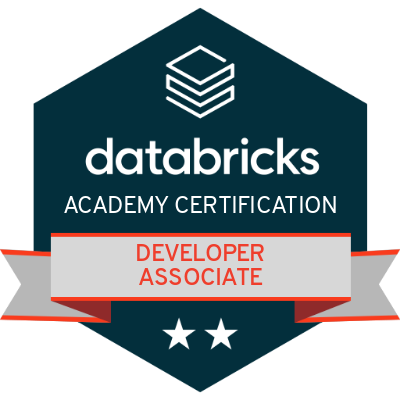 databricks
ACADEMY CERTIFICATION
DEVELOPER
ASSOCIATE